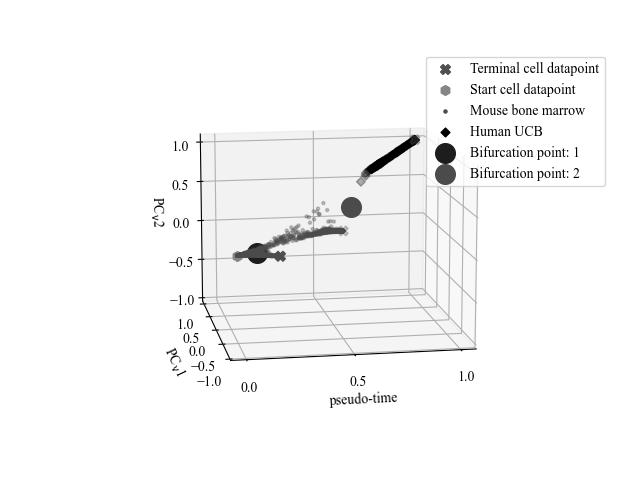 Terminal cell datapoint
Start cell datapoint
Mouse bone marrow
Human UCB
Bifurcation point: 1
Bifurcation point: 2
1.0
0.5
0.0
−0.5
−1.0
PCv2
1.0
0.5
0.0
−0.5
−1.0
PCv1
0.0
0.5
1.0
pseudo-time